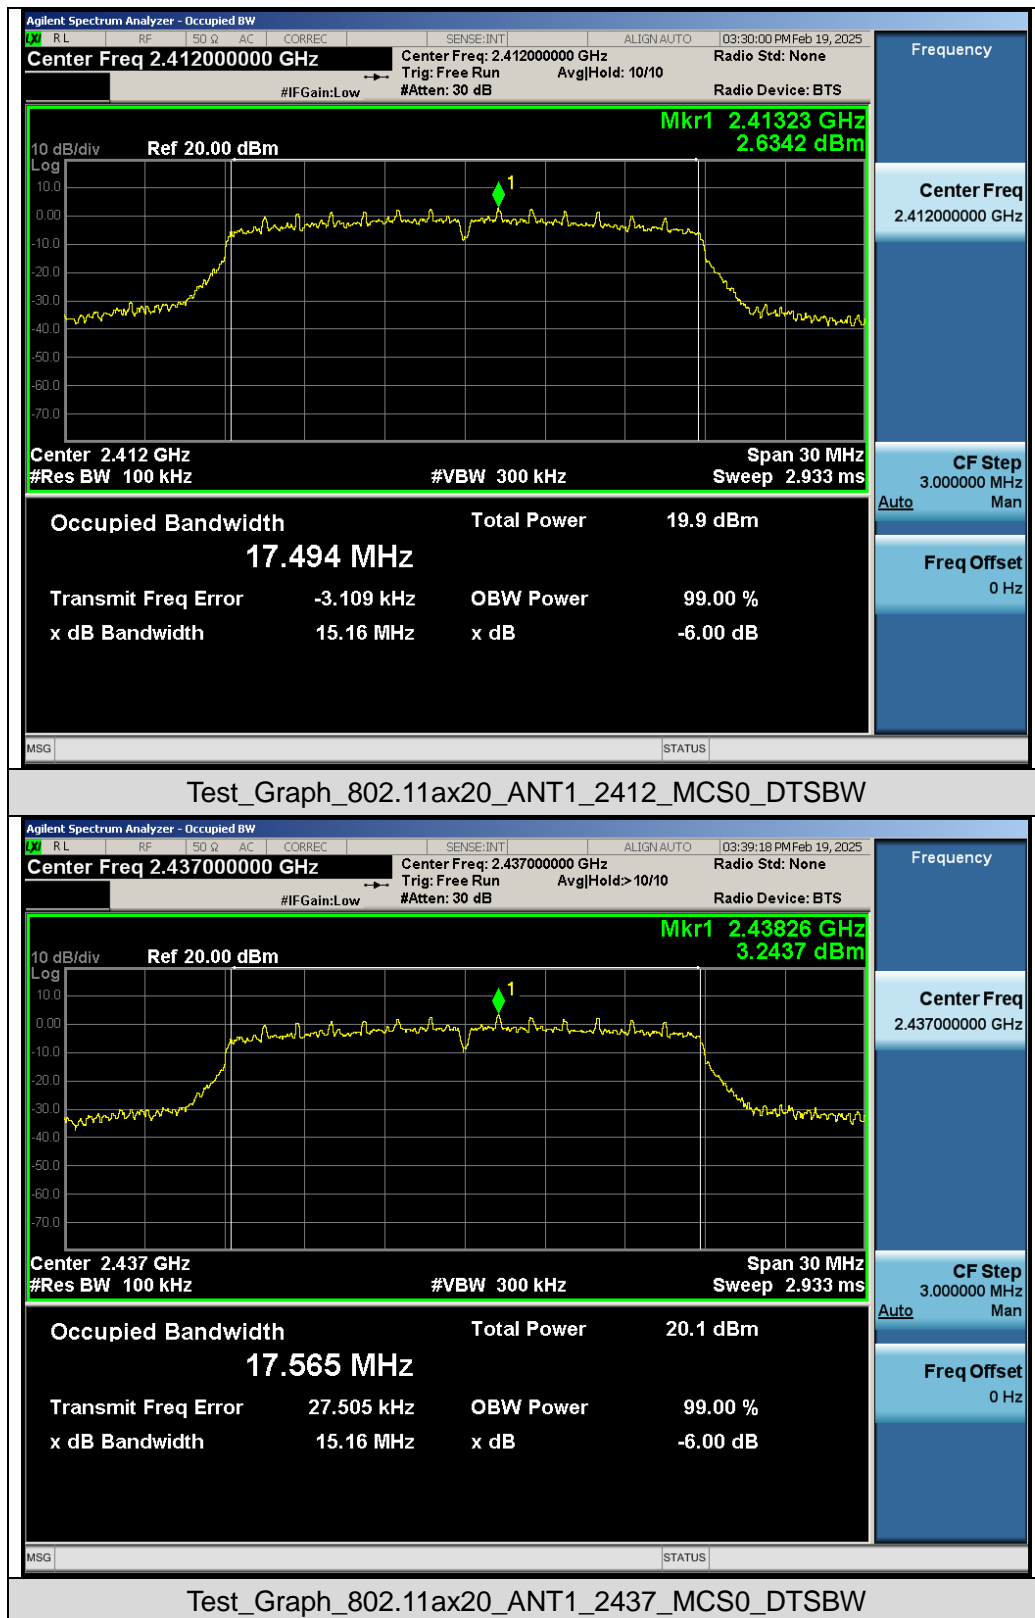 Agilent Spectrum Analyzer - Occupied BW
LXI RL RF 50 Ω AC CORREC SENSE:INT ALIGN AUTO 03:30:00 PM Feb 19, 2025
Center Freq 2.412000000 GHz Center Freq: 2.412000000 GHz Radio Std: None Frequency
Trig: Free Run Avg|Hold: 10/10
#IFGain:Low #Atten: 30 dB Radio Device: BTS
Mkr1 2.41323 GHz
10 dB/div Ref 20.00 dBm 2.6342 dBm
Log
10.0
1
Center Freq
0.00
2.412000000 GHz
-10.0
-20.0
-30.0
-40.0
-50.0
-60.0
-70.0
Center 2.412 GHz Span 30 MHz
#Res BW 100 kHz #VBW 300 kHz Sweep 2.933 ms
CF Step
3.000000 MHz
Auto Man
Occupied Bandwidth Total Power 19.9 dBm
17.494 MHz
Freq Offset
0 Hz
Transmit Freq Error -3.109 kHz OBW Power 99.00 %
x dB Bandwidth 15.16 MHz x dB -6.00 dB
MSG STATUS
Test_Graph_802.11ax20_ANT1_2412_MCS0_DTSBW
Agilent Spectrum Analyzer - Occupied BW
LXI RL RF 50 Ω AC CORREC SENSE:INT ALIGN AUTO 03:39:18 PM Feb 19, 2025
Center Freq 2.437000000 GHz Center Freq: 2.437000000 GHz Radio Std: None Frequency
Trig: Free Run Avg|Hold:> 10/10
#IFGain:Low #Atten: 30 dB Radio Device: BTS
Mkr1 2.43826 GHz
10 dB/div Ref 20.00 dBm 3.2437 dBm
Log
10.0
1
Center Freq
0.00
2.437000000 GHz
-10.0
-20.0
-30.0
-40.0
-50.0
-60.0
-70.0
Center 2.437 GHz Span 30 MHz
#Res BW 100 kHz #VBW 300 kHz Sweep 2.933 ms
CF Step
3.000000 MHz
Auto Man
Occupied Bandwidth Total Power 20.1 dBm
17.565 MHz
Freq Offset
0 Hz
Transmit Freq Error 27.505 kHz OBW Power 99.00 %
x dB Bandwidth 15.16 MHz x dB -6.00 dB
MSG STATUS
Test_Graph_802.11ax20_ANT1_2437_MCS0_DTSBW